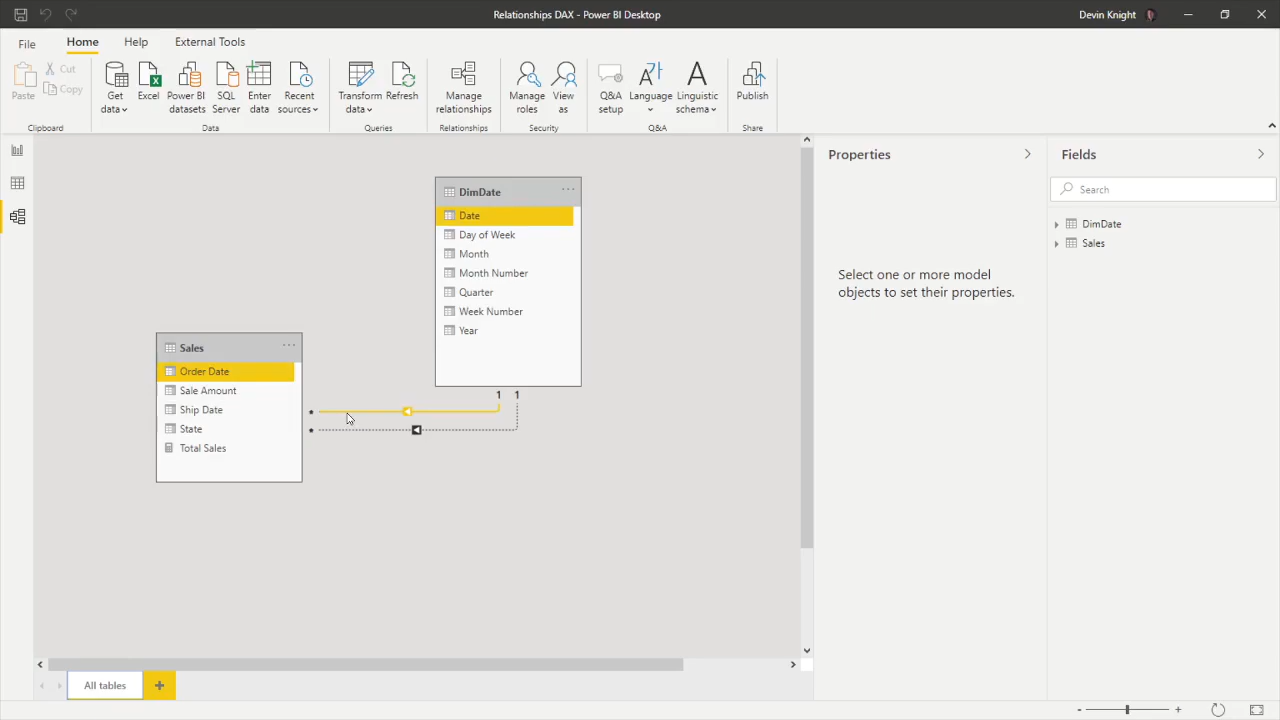 Relationships DAX - Power BI Desktop
Devin Knight
File
Home
Help
External Tools
Paste
Cut
Copy
Clipboard
Get data
Excel
Power BI datasets
SQL Server
Enter data
Recent sources
Data
Transform data
Refresh
Queries
Manage relationships
Relationships
Manage roles
View as
Security
Q&A setup
Language
Linguistic schema
Q&A
Publish
Share
DimDate
Date
Day of Week
Month
Month Number
Quarter
Week Number
Year
1 1
Sales
Order Date
Sale Amount
Ship Date
State
Total Sales
Properties
Select one or more model
objects to set their properties.
Fields
Search
DimDate
Sales
All tables